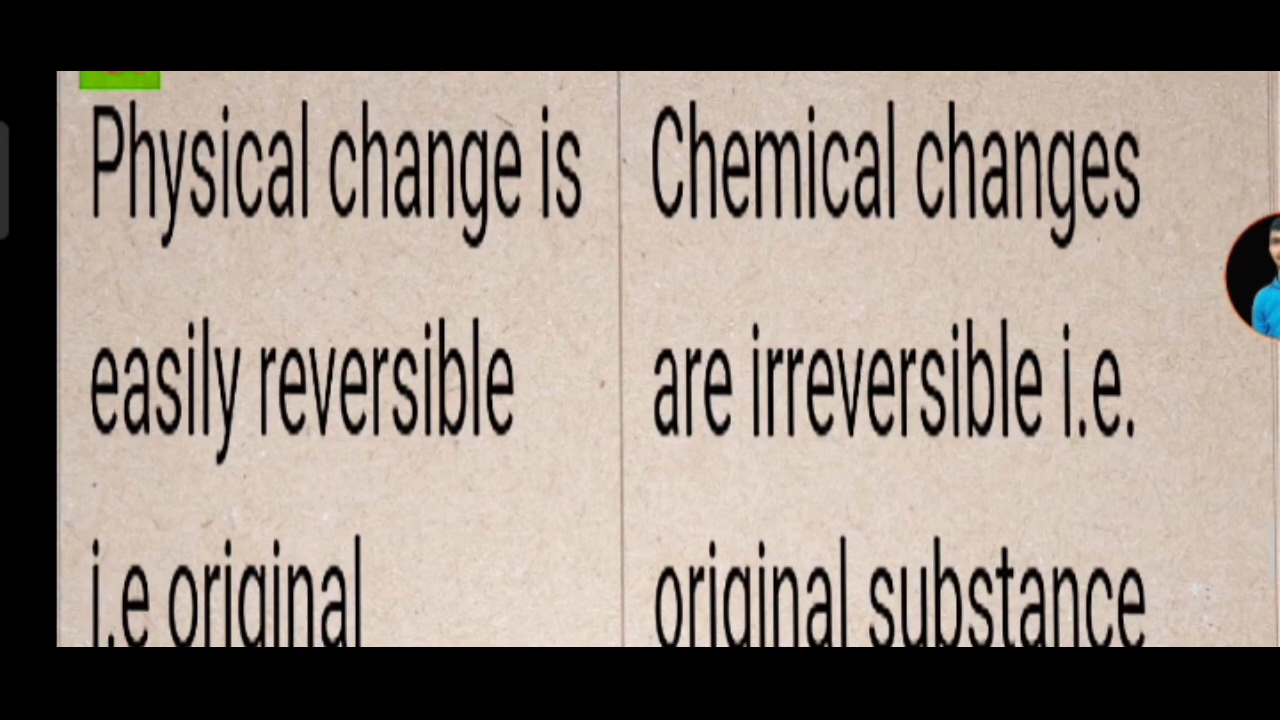 Physical change is
easily reversible
i.e original
Chemical changes
are irreversible i.e.
original substance